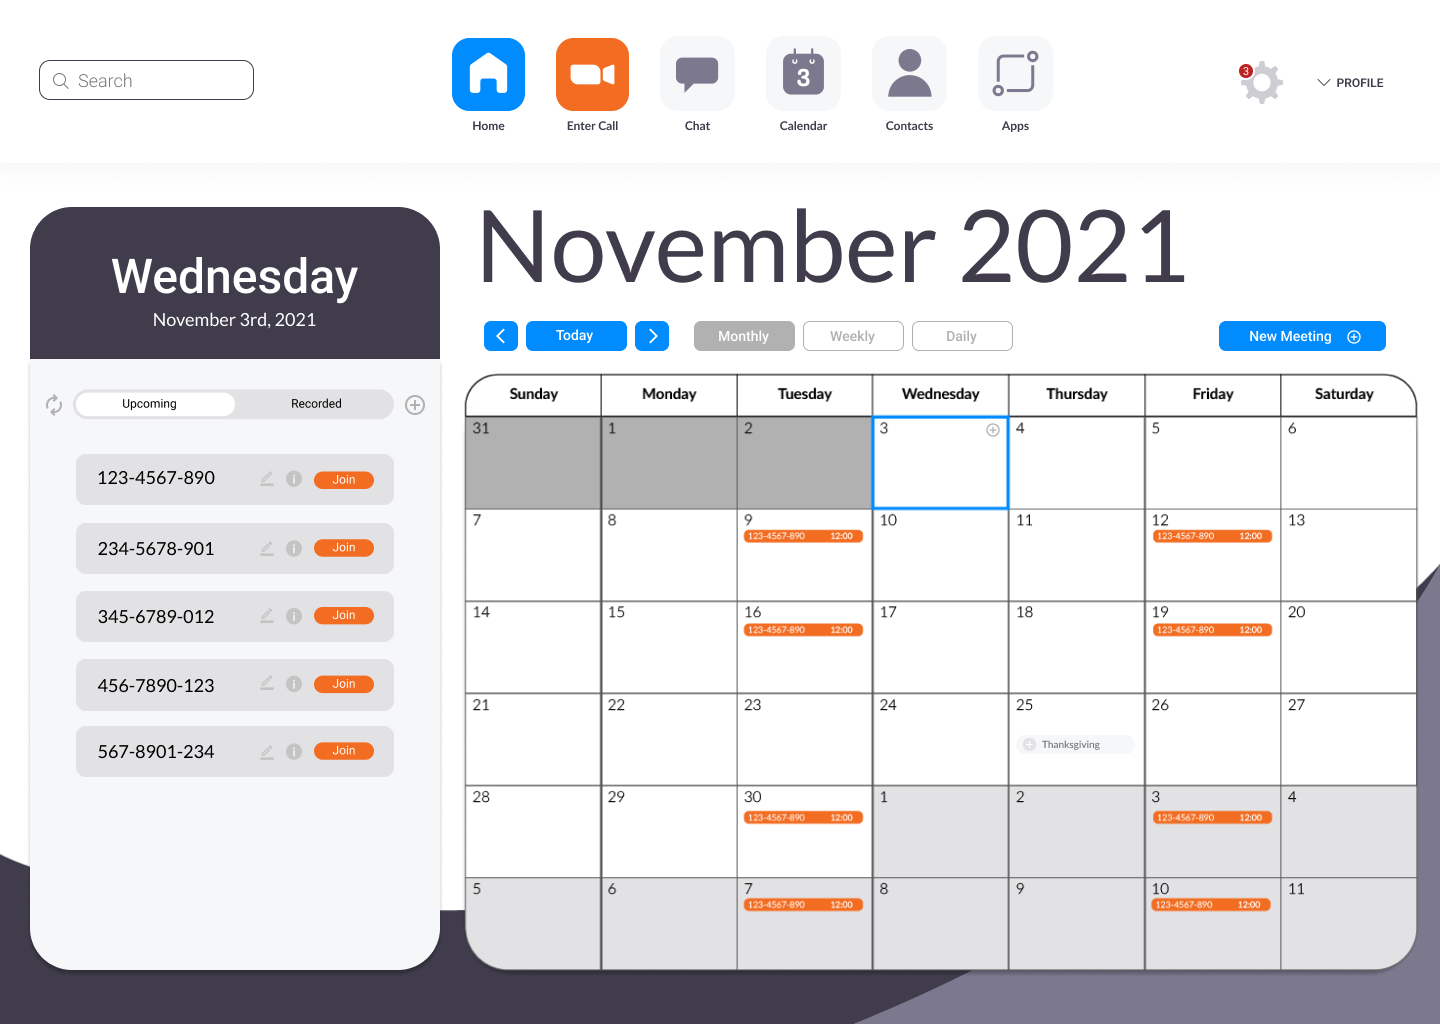 Search
3
3
PROFILE
Home
Enter Call
Chat
Calendar
Contacts
Apps
Wednesday
November 3rd, 2021
Upcoming
Recorded
123-4567-890
Join
234-5678-901
Join
345-6789-012
Join
456-7890-123
Join
567-8901-234
Join
November 2021
Today
Monthly
Weekly
Daily
New Meeting
Sunday Monday Tuesday Wednesday Thursday Friday Saturday
31 1 2 3 4 5 6
7 8 9 10 11 12 13
123-4567-890 12:00 123-4567-890 12:00
14 15 16 17 18 19 20
123-4567-890 12:00 123-4567-890 12:00
21 22 23 24 25 26 27
Thanksgiving
28 29 30 1 2 3 4
123-4567-890 12:00 123-4567-890 12:00
5 6 7 8 9 10 11
123-4567-890 12:00 123-4567-890 12:00